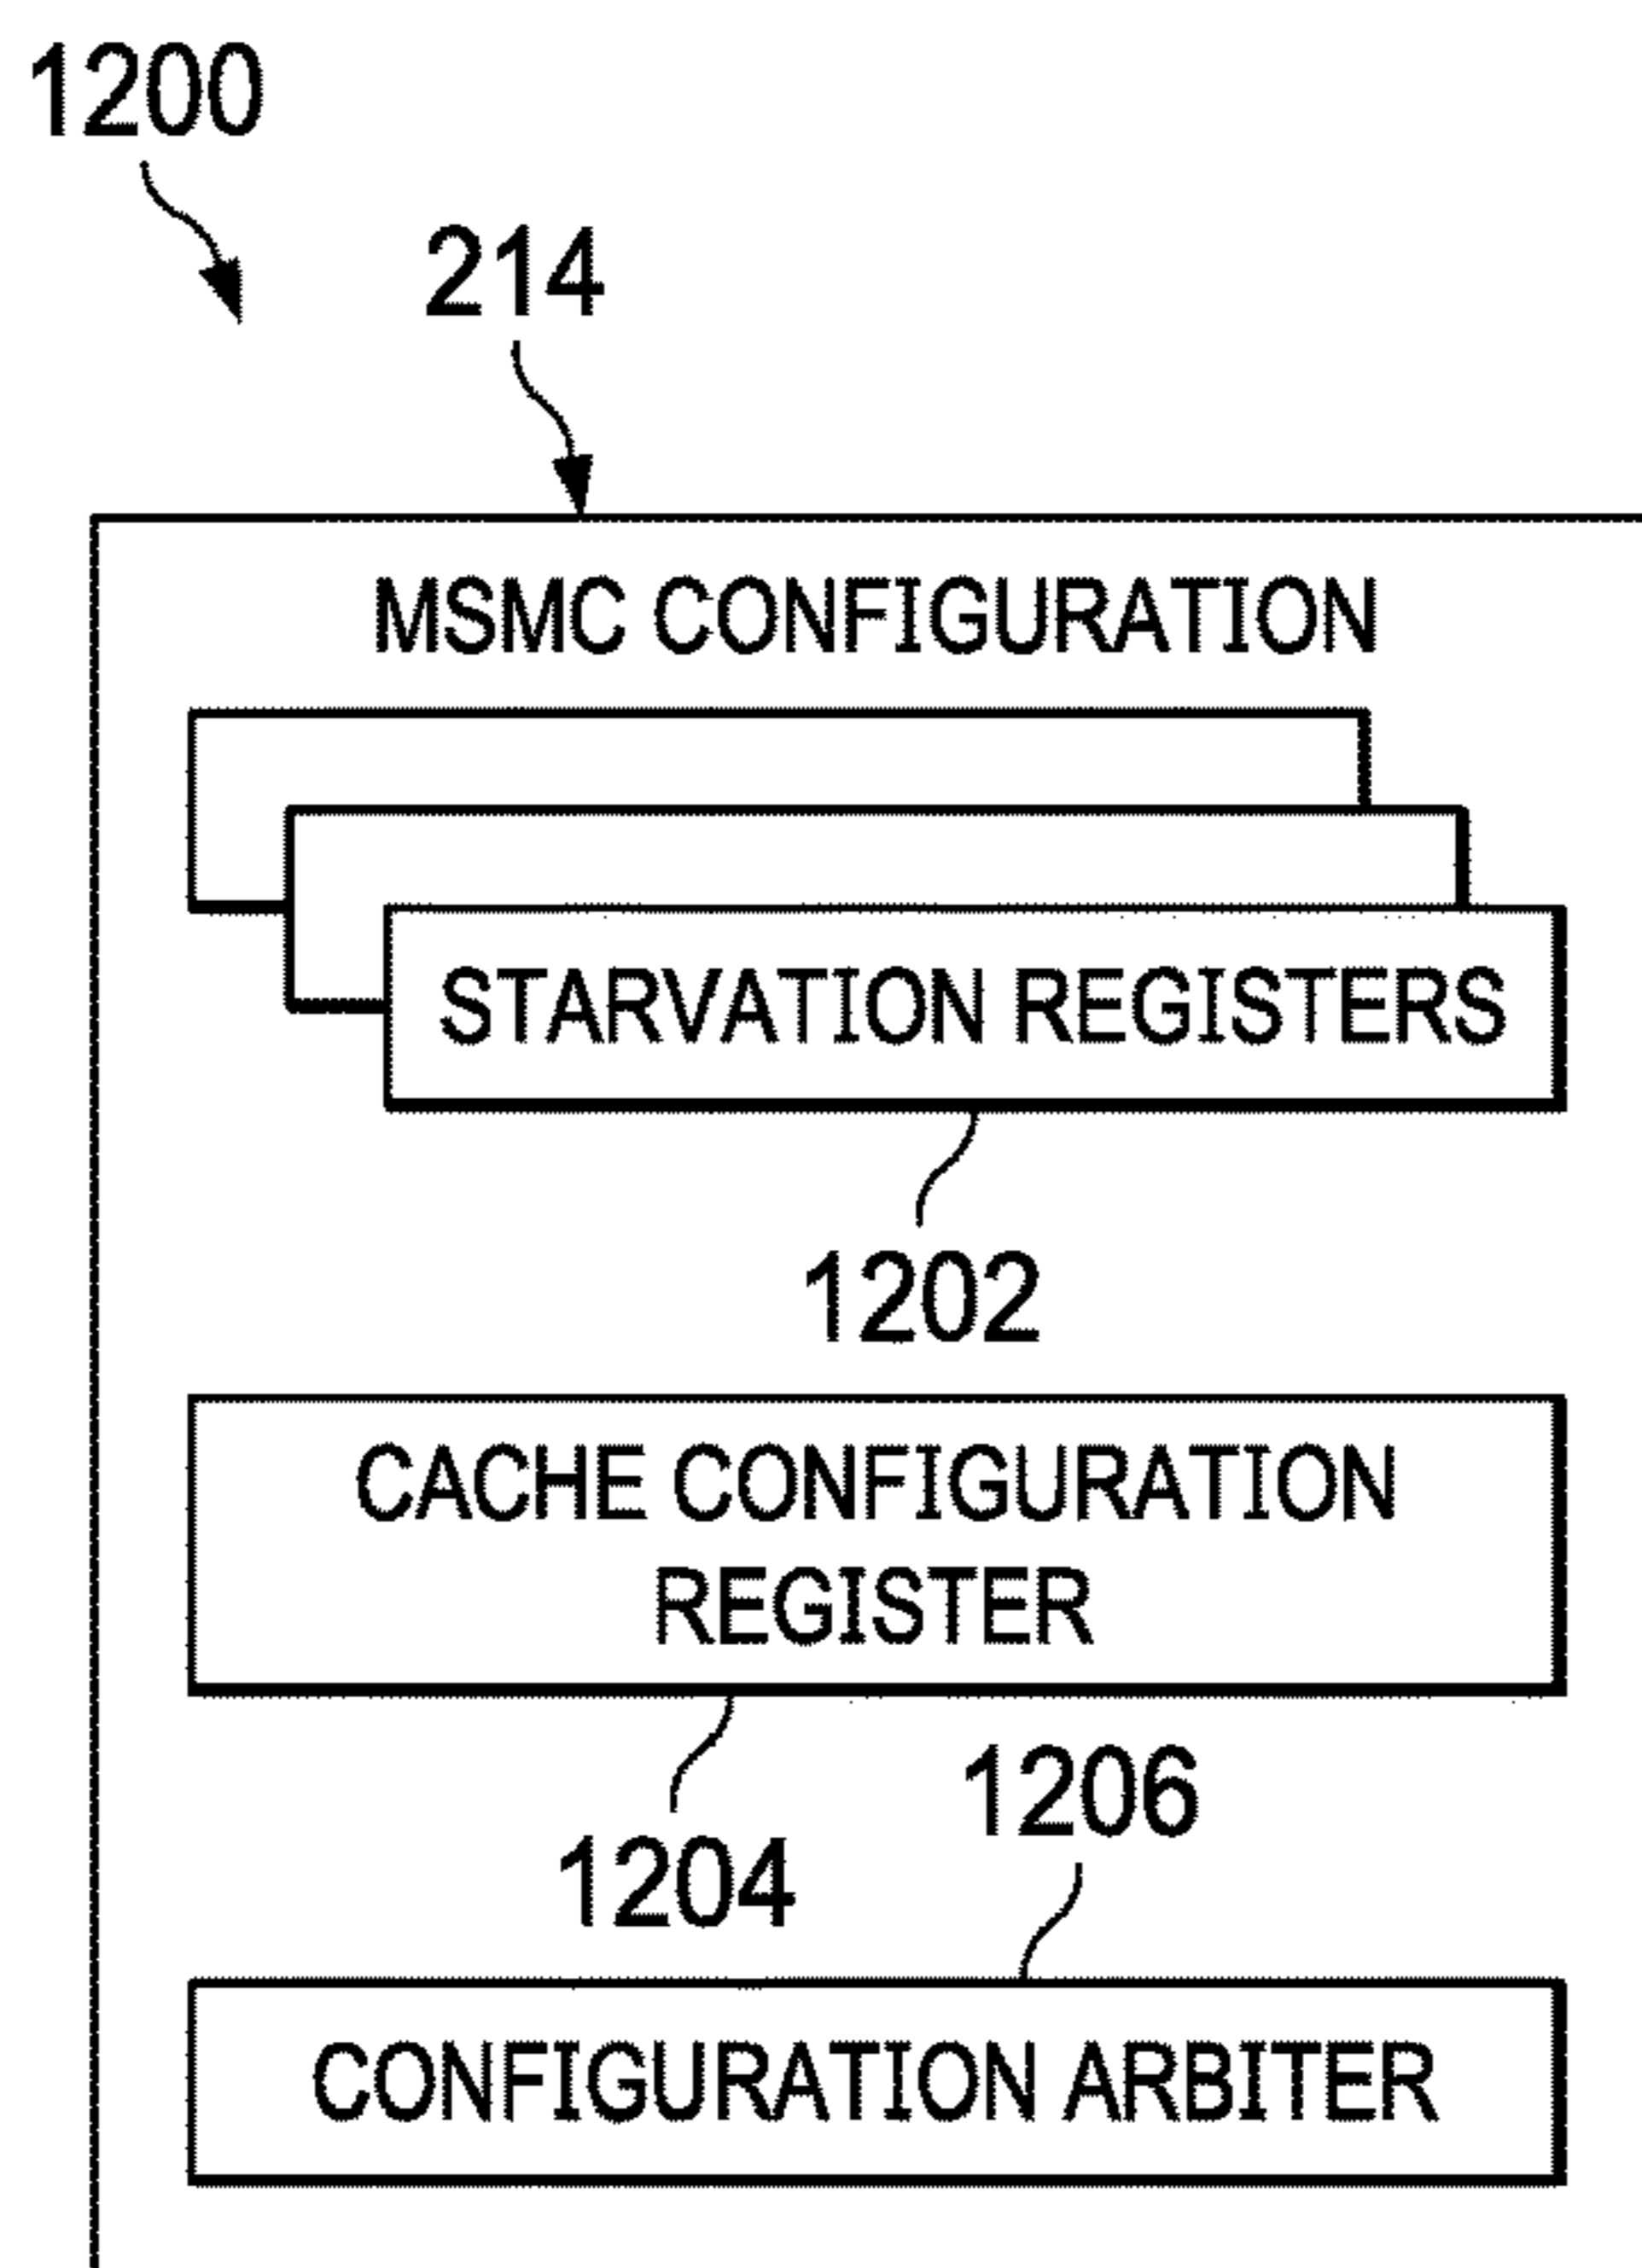 1200
214
MSMC CONFIGURATION
STARVATION REGISTERS
1202
CACHE CONFIGURATION
REGISTER
1206
1204
CONFIGURATION ARBITER